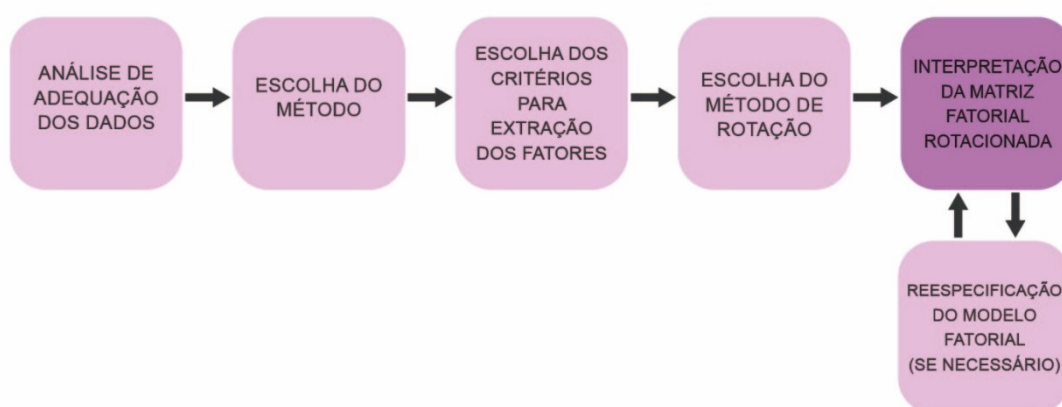 ANÁLISE DE
ADEQUAÇÃO
DOS DADOS
ESCOLHA DO
MÉTODO
ESCOLHA DOS
CRITÉRIOS
PARA
EXTRAÇÃO
DOS FATORES
ESCOLHA DO
MÉTODO DE
ROTAÇÃO
INTERPRETAÇÃO
DA MATRIZ
FATORIAL
ROTACIONADA
REESPECIFICAÇÃO
DO MODELO
FATORIAL
(SE NECESSÁRIO)